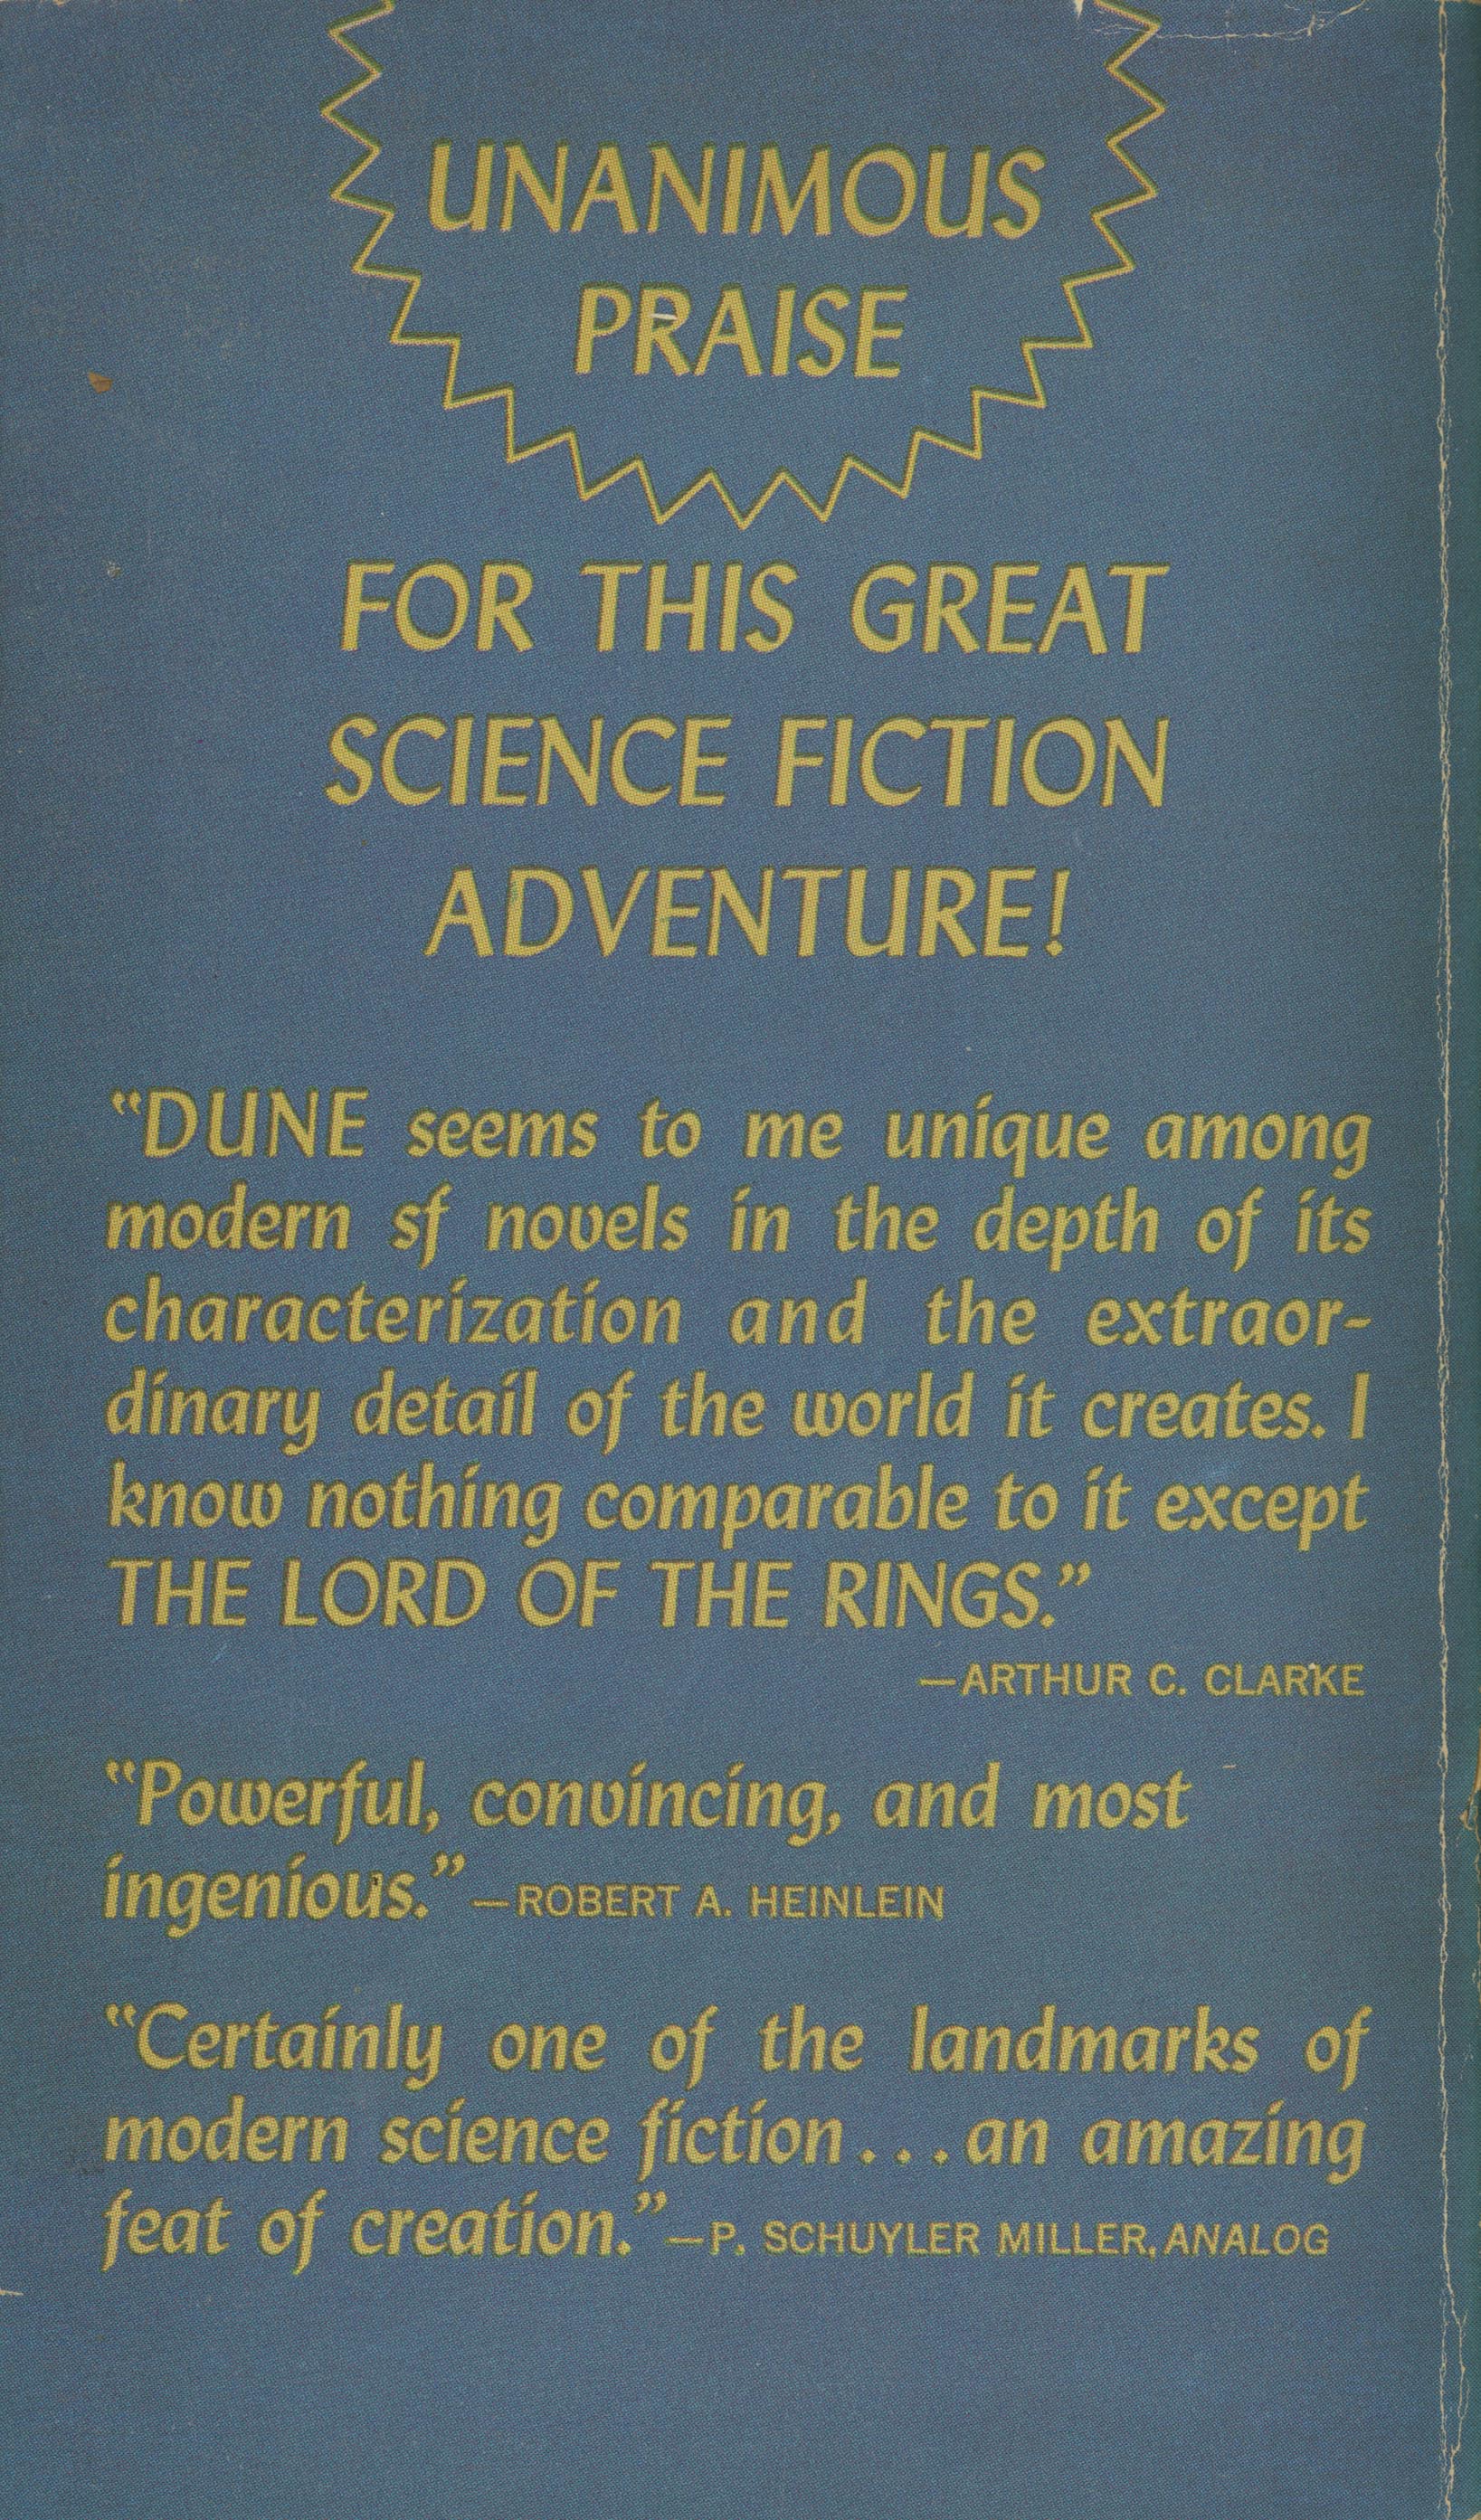 UNANIMOUS
PRAISE
FOR THIS GREAT
SCIENCE FICTION
ADVENTURE!
“DUNE seems to me unique among
modern sf novels in the depth of its
characterization and the extraor-
dinary detail of the world it creates. I
know nothing comparable to it except
THE LORD OF THE RINGS.”
—ARTHUR C. CLARKE
“Powerful, convincing, and most
ingenious.”—ROBERT A. HEINLEIN
“Certainly one of the landmarks of
modern science fiction...an amazing
feat of creation.”—P. SCHUYLER MILLER, ANALOG